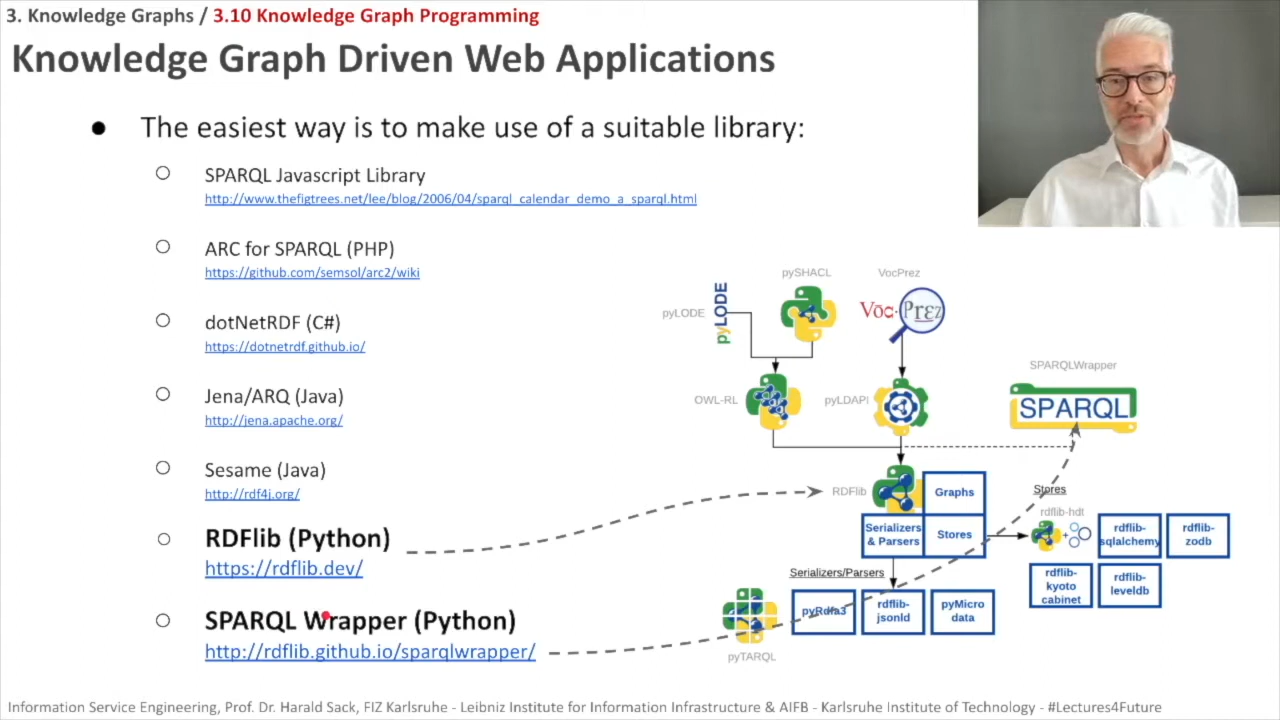 3. Knowledge Graphs / 3.10 Knowledge Graph Programming
Knowledge Graph Driven Web Applications
● The easiest way is to make use of a suitable library:
○ SPARQL Javascript Library
http://www.thefigtrees.net/lee/blog/2006/04/sparql_calendar_demo_a_sparql.html
○ ARC for SPARQL (PHP)
https://github.com/semsol/arc2/wiki
○ dotNetRDF (C#)
https://dotnetrdf.github.io/
○ Jena/ARQ (Java)
http://jena.apache.org/
○ Sesame (Java)
http://rdf4j.org/
○ RDFlib (Python)
https://rdflib.dev/
○ SPARQL Wrapper (Python)
http://rdflib.github.io/sparqlwrapper/
pySHACL
VocPrez
pyLODE
pyLODE
Voc Prez
SPARQLWrapper
OWL-RL
pyLDAPI
SPARQL
RDFlib
Graphs
Stores
Serializers
& Parsers
Stores
rdflib-hdt
rdflib-
sqlalchemy
rdflib-
zodb
Serializers/Parsers
rdflib-
kyoto
cabinet
rdflib-
leveldb
pyRdfa3
rdflib-
jsonld
pyMicro
data
pyTARQL
Information Service Engineering, Prof. Dr. Harald Sack, FIZ Karlsruhe - Leibniz Institute for Information Infrastructure & AIFB - Karlsruhe Institute of Technology - #Lectures4Future